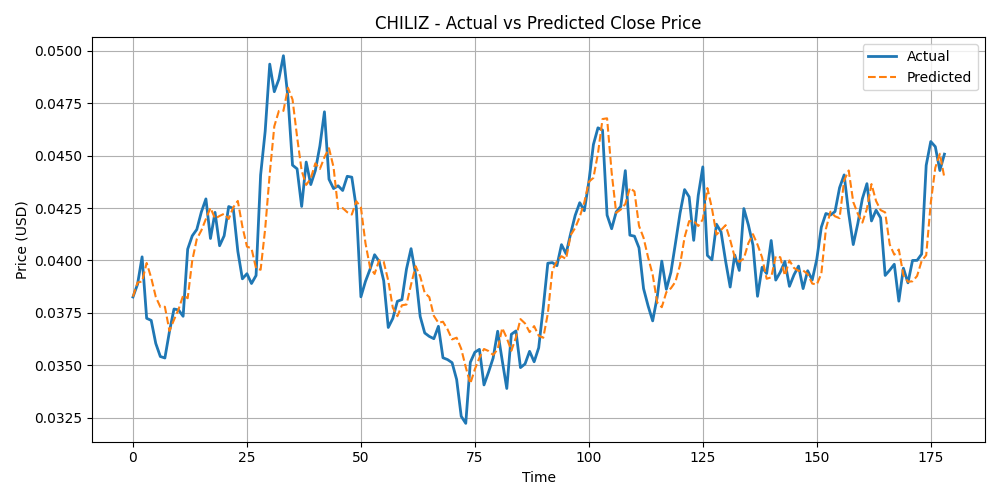 CHILIZ - Actual vs Predicted Close Price
Actual
Predicted
Price (USD)
0.0500
0.0475
0.0450
0.0425
0.0400
0.0375
0.0350
0.0325
0 25 50 75 100 125 150 175
Time